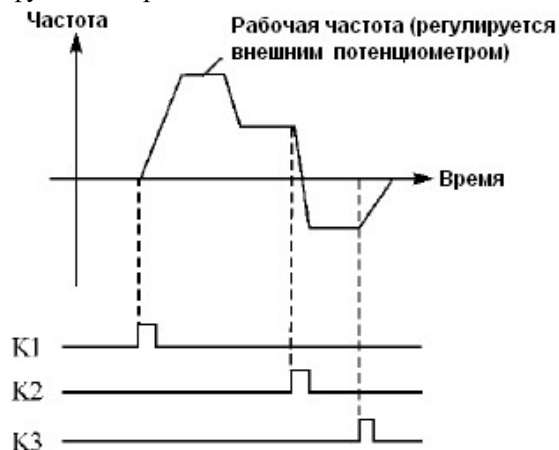 Частота
Рабочая частота (регулируется
внешним потенциометром)
Время
K1
K2
K3